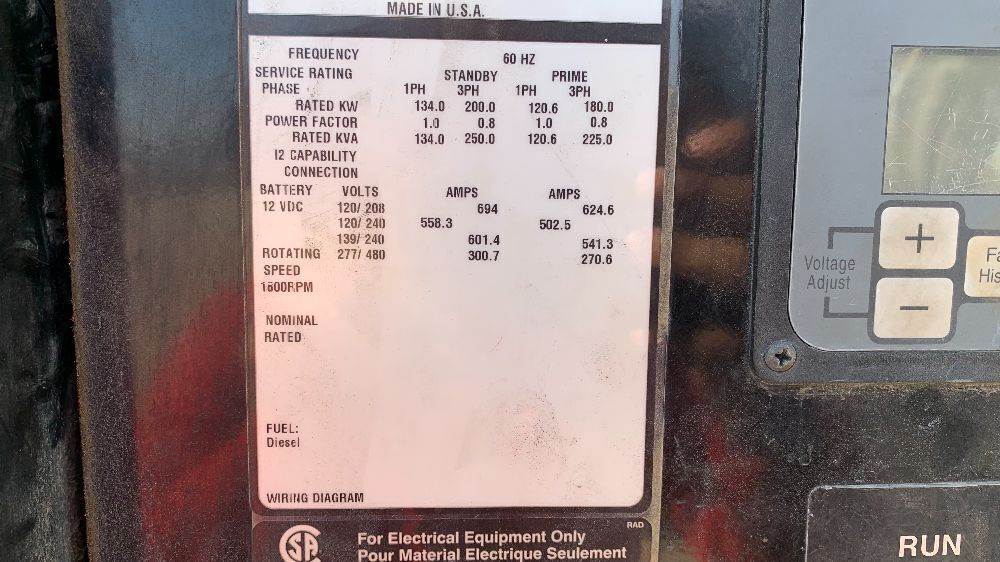 MADE IN U.S.A.
FREQUENCY 60 HZ
SERVICE RATING STANDBY PRIME
PHASE 1PH 3PH 1PH 3PH
RATED KW 134.0 200.0 120.6 180.0
POWER FACTOR 1.0 0.8 1.0 0.8
RATED KVA 134.0 250.0 120.6 225.0
I2 CAPABILITY
CONNECTION
BATTERY VOLTS AMPS AMPS
12 VDC 120/ 208 694 624.6
120/ 240 558.3 502.5
139/ 240 601.4 541.3
ROTATING 277/ 480 300.7 270.6
SPEED
1800RPM
NOMINAL
RATED
FUEL:
Diesel
WIRING DIAGRAM
RAD
For Electrical Equipment Only
Pour Material Electrique Seulement
Voltage
Adjust
+
−
Fa
His
RUN